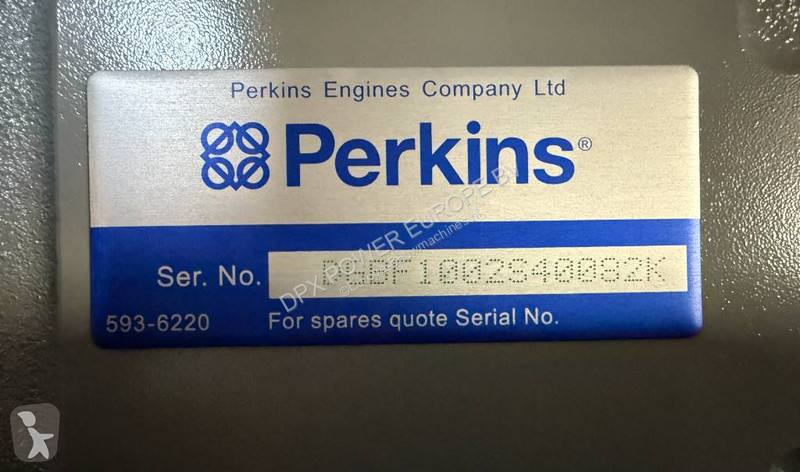 Perkins Engines Company Ltd
Perkins®
Ser. No.
593-6220 For spares quote Serial No.
DPX POWER EUROPE BV